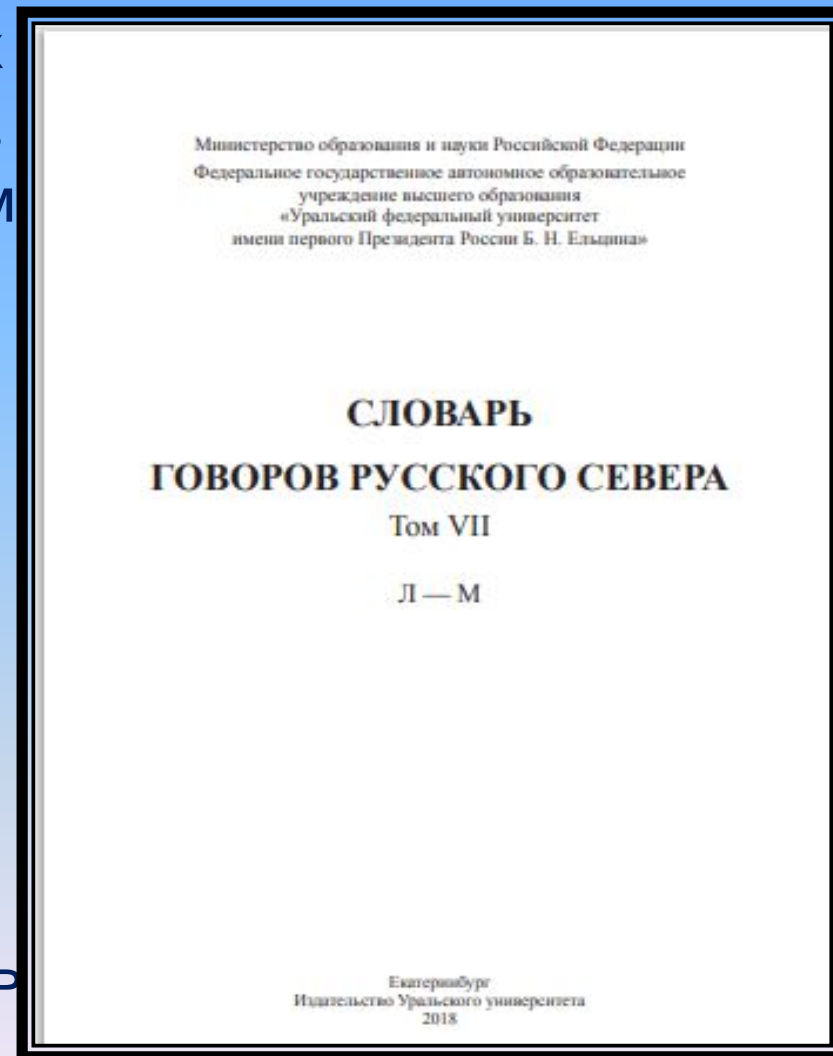 Министерство образования и науки Российской Федерации
Федеральное государственное автономное образовательное
учреждение высшего образования
«Уральский федеральный университет
имени первого Президента России Б. Н. Ельцина»
СЛОВАРЬ
ГОВОРОВ РУССКОГО СЕВЕРА
Том VII
Л — М
Екатеринбург
Издательство Уральского университета
2018